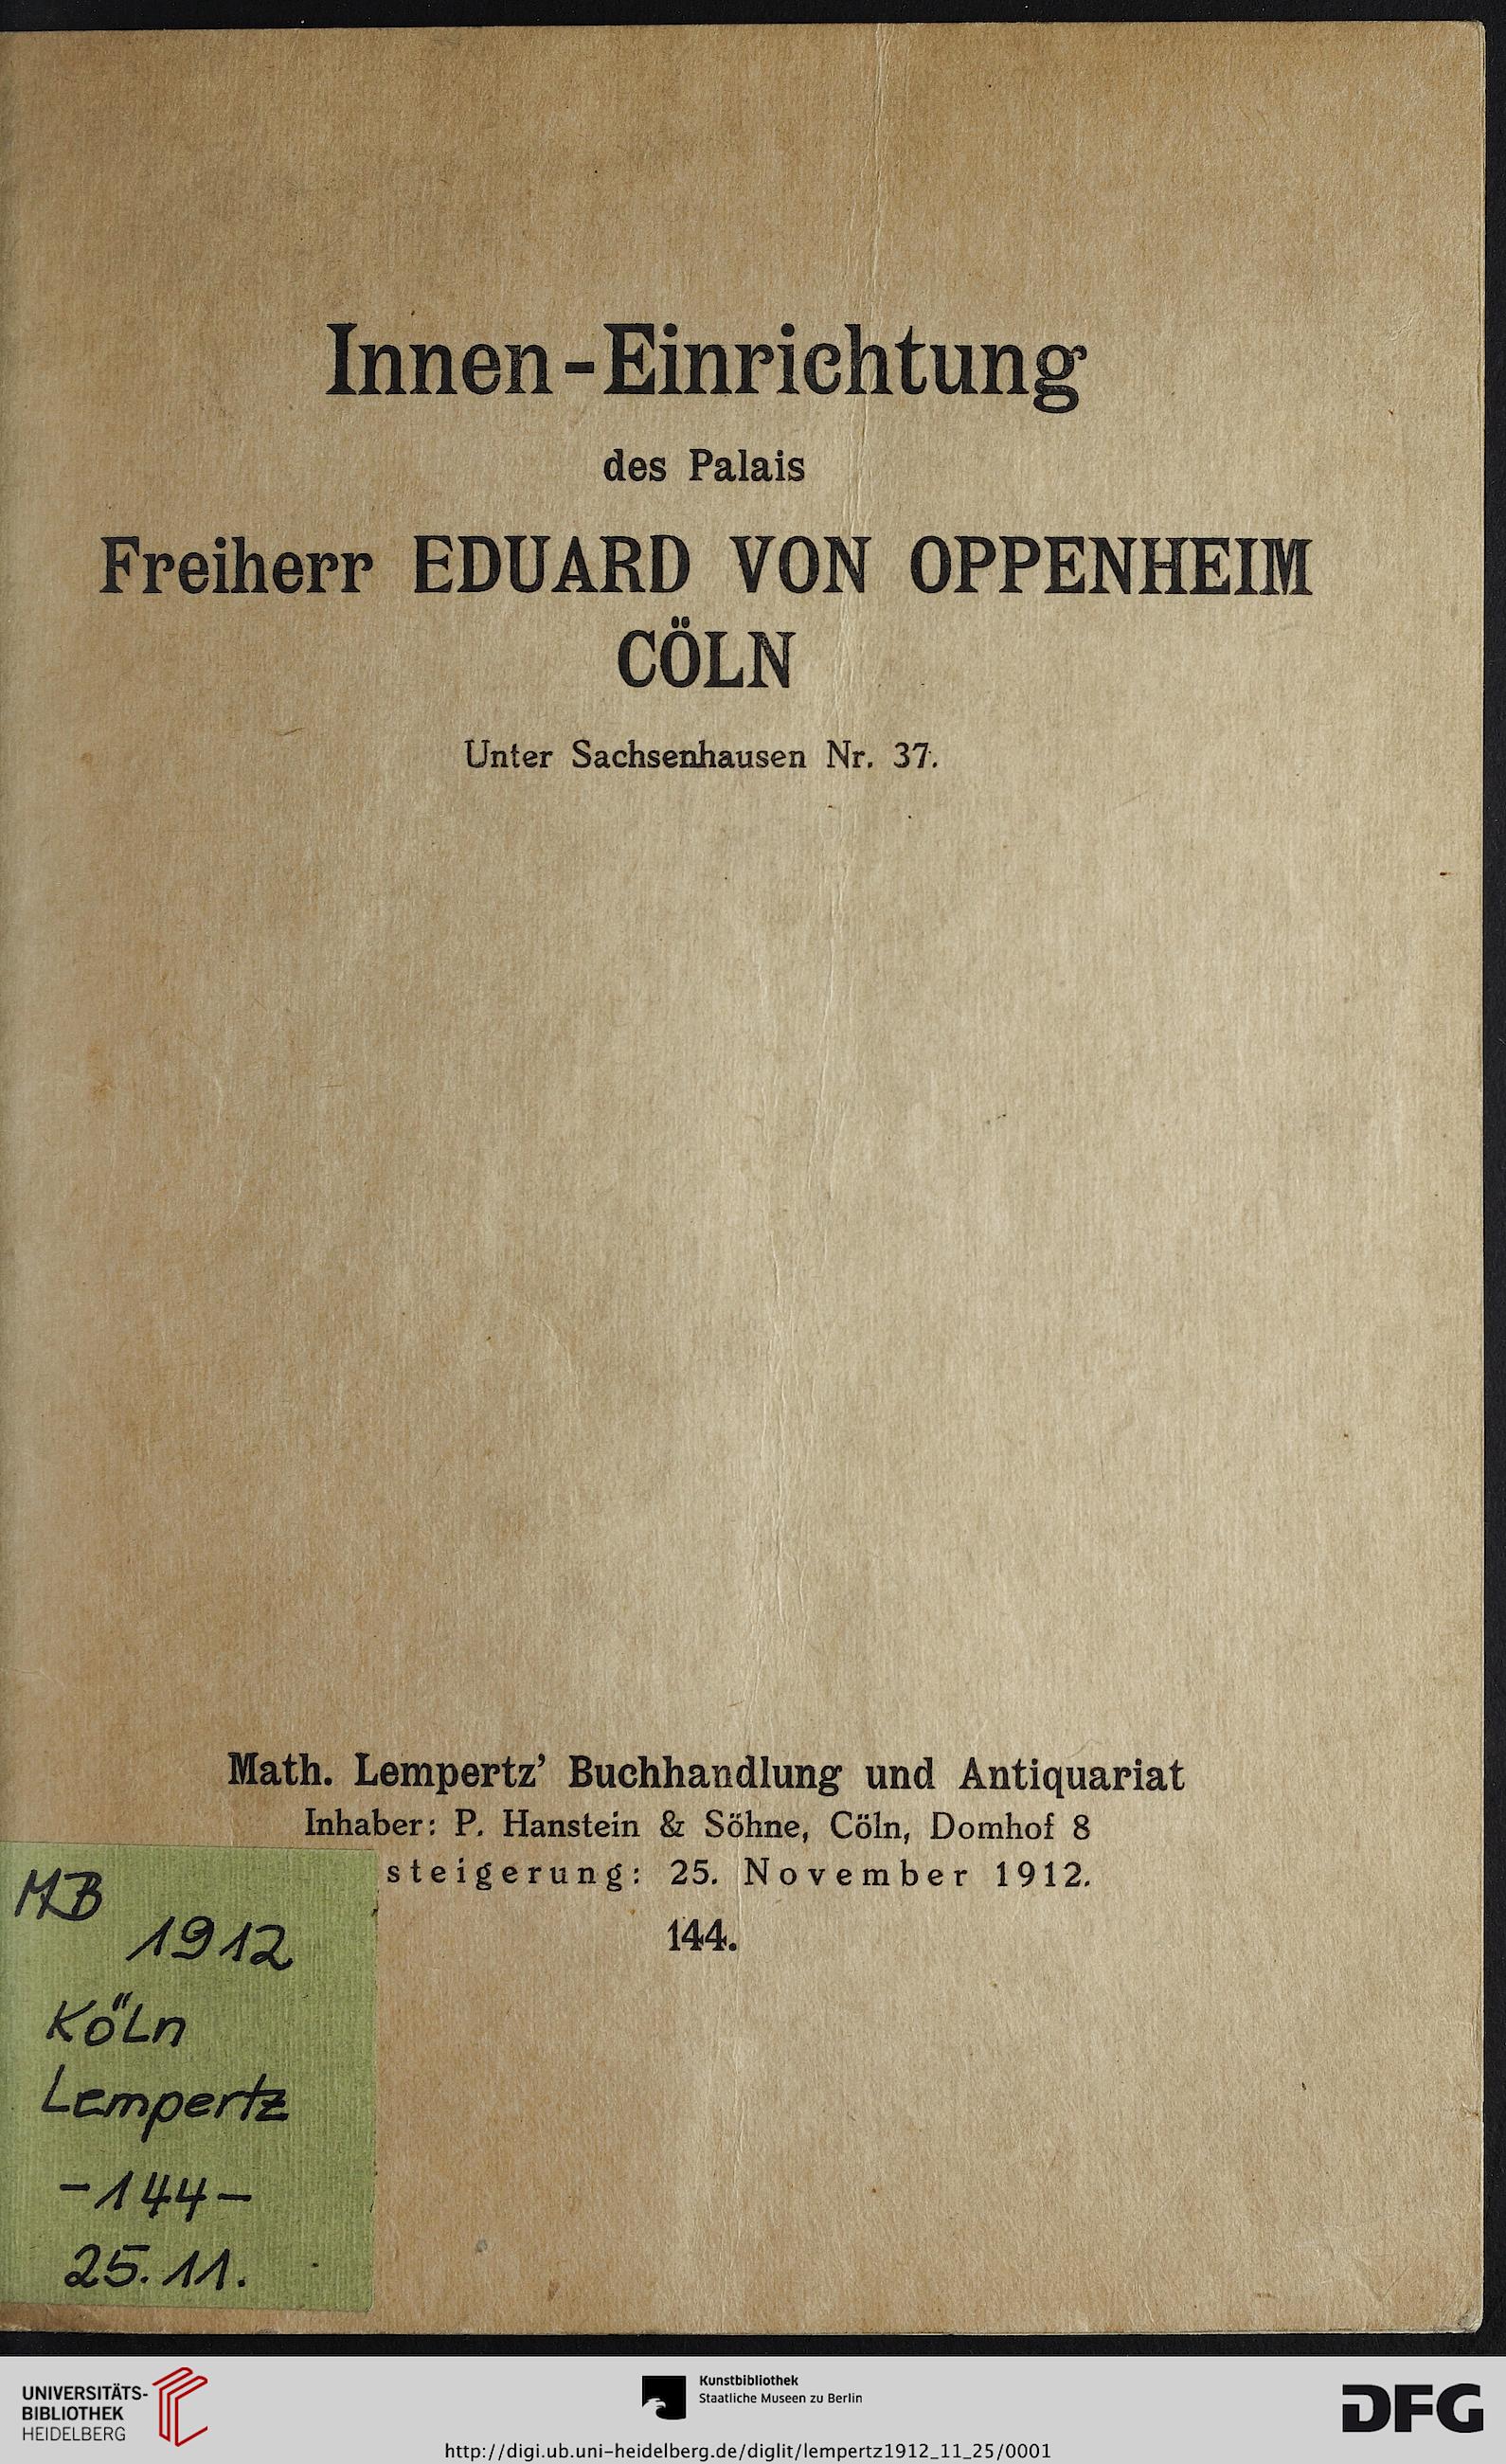 Innen-Einrichtung
des Palais
Freiherr EDUARD VON OPPENHEIM
CÖLN
Unter Sachsenhausen Nr. 37.
Math. Lempertz' Buchhandlung und Antiquariat
Inhaber: P. Hanstein & Söhne, Cöln, Domhof 8
steigerung: 25. November 1912.
144.
MB
1912
Köln
Lempertz
-144-
25.11.
UNIVERSITÄTS-
BIBLIOTHEK
HEIDELBERG
Kunstbibliothek
Staatliche Museen zu Berlin
DFG
http://digi.ub.uni-heidelberg.de/diglit/lempertz1912_11_25/0001